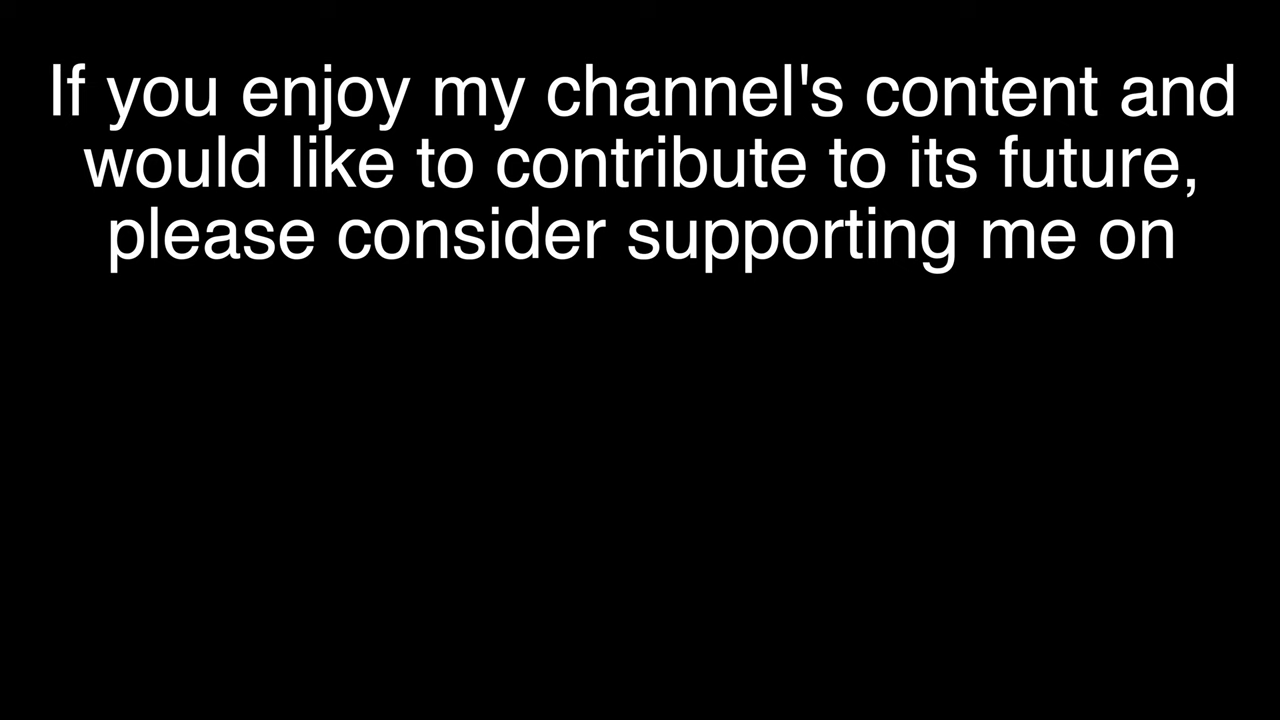 If you enjoy my channel's content and
would like to contribute to its future,
please consider supporting me on